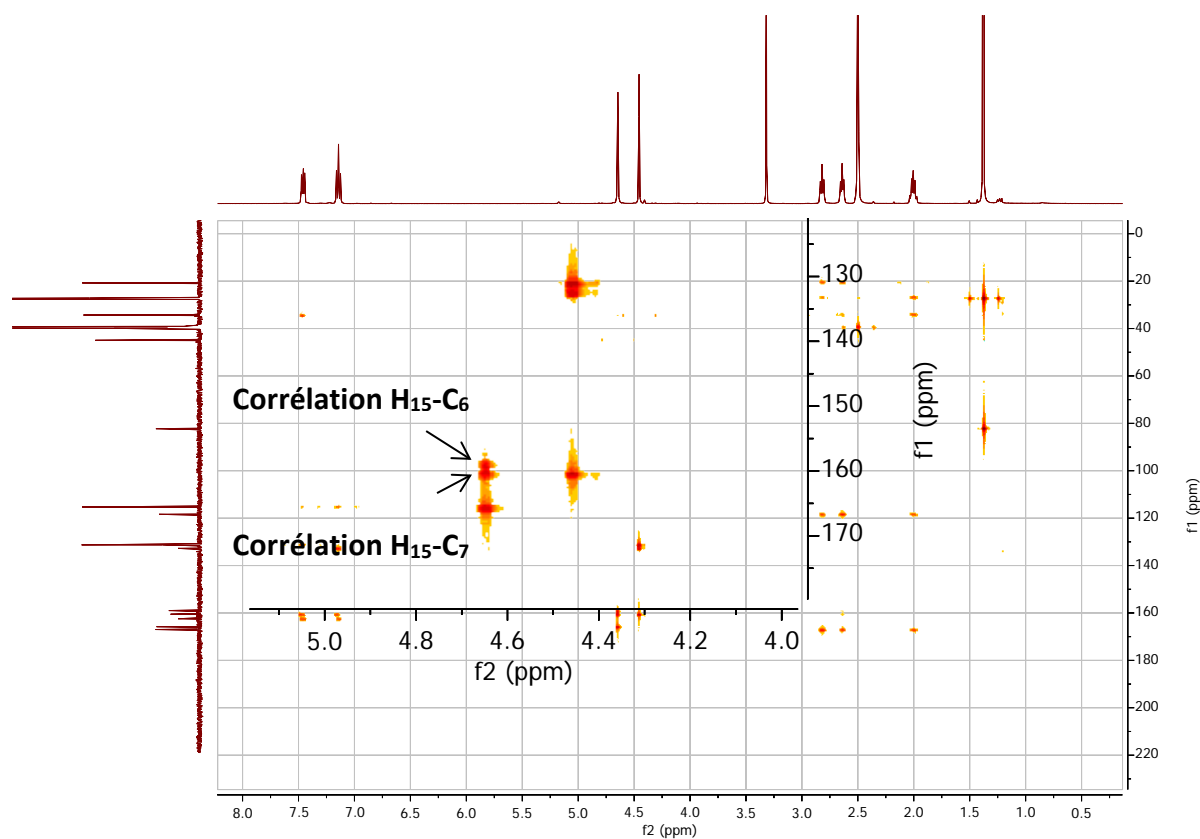 0
20
40
60
80
100
120
140
160
180
200
220
f1 (ppm)
130
140
150
160
170
f1 (ppm)
Corrélation H₁₅-C₆
Corrélation H₁₅-C₇
5.0 4.8 4.6 4.4 4.2 4.0
f2 (ppm)
8.0 7.5 7.0 6.5 6.0 5.5 5.0 4.5 4.0 3.5 3.0 2.5 2.0 1.5 1.0 0.5
f2 (ppm)